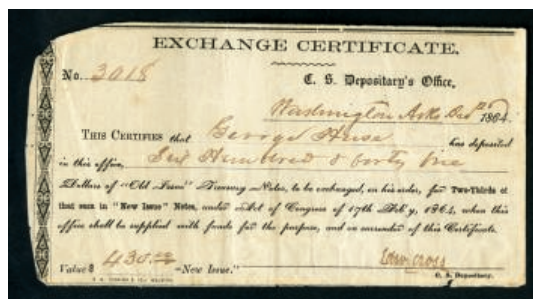 EXCHANGE CERTIFICATE.
No. 3018
C. S. Depositary's Office,
Washington Arks Dec 1864.
THIS CERTIFIES that George has deposited
in this office, Six Hundred & forty five
Dollars of "Old Issue" Treasury Notes, to be exchanged, on his order, for Two-Thirds of
that sum in "New Issue" Notes, under Act of Congress of 17th Feb'y, 1864, when this
office shall be supplied with funds for the purpose, and on surrender of this Certificate.
Value $ 430.00 —New Issue."
C. S. Depositary.